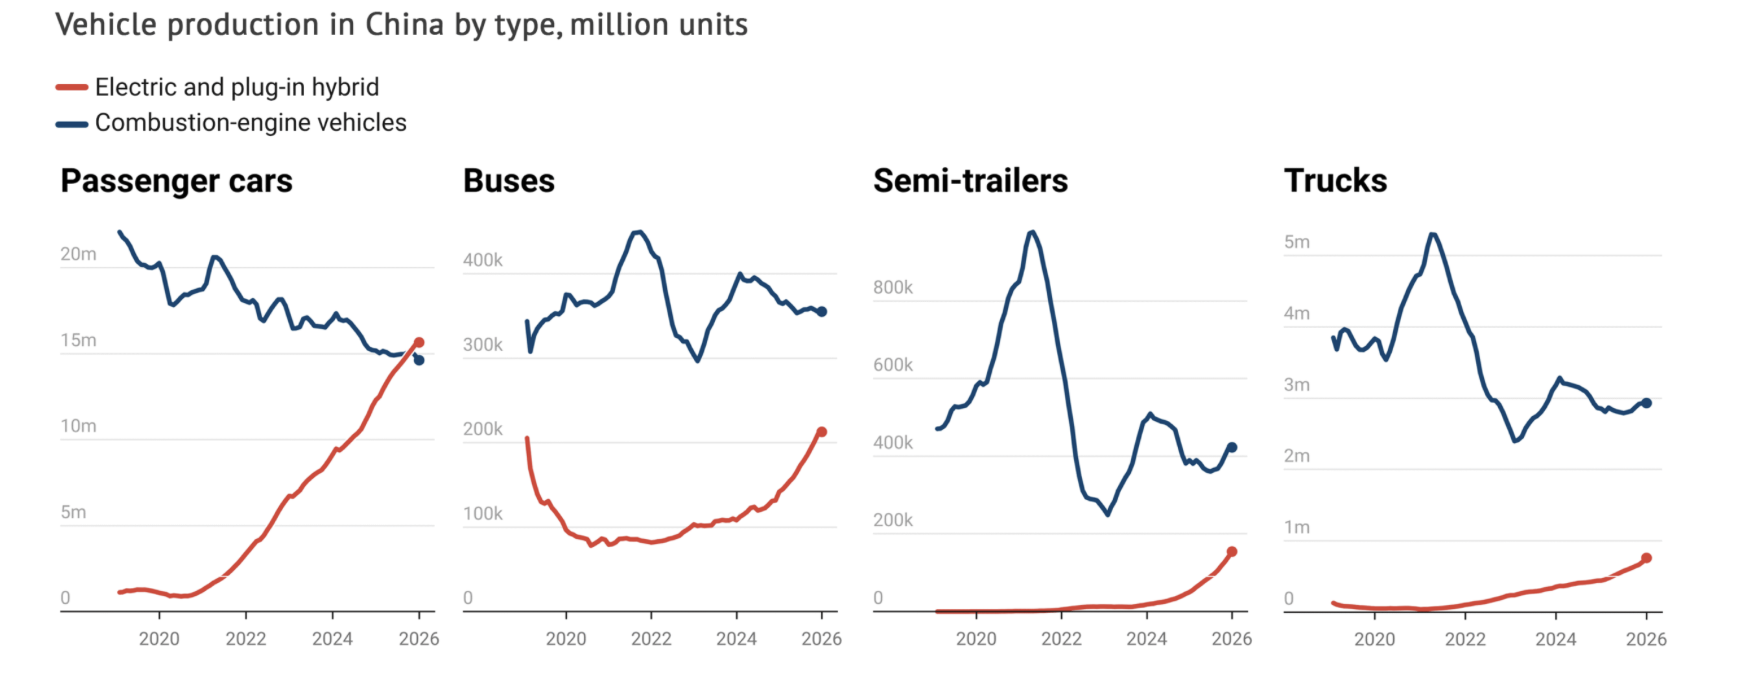 Vehicle production in China by type, million units
Electric and plug-in hybrid
Combustion-engine vehicles
Passenger cars
20m
15m
10m
5m
0
2020 2022 2024 2026
Buses
400k
300k
200k
100k
0
2020 2022 2024 2026
Semi-trailers
800k
600k
400k
200k
0
2020 2022 2024 2026
Trucks
5m
4m
3m
2m
1m
0
2020 2022 2024 2026